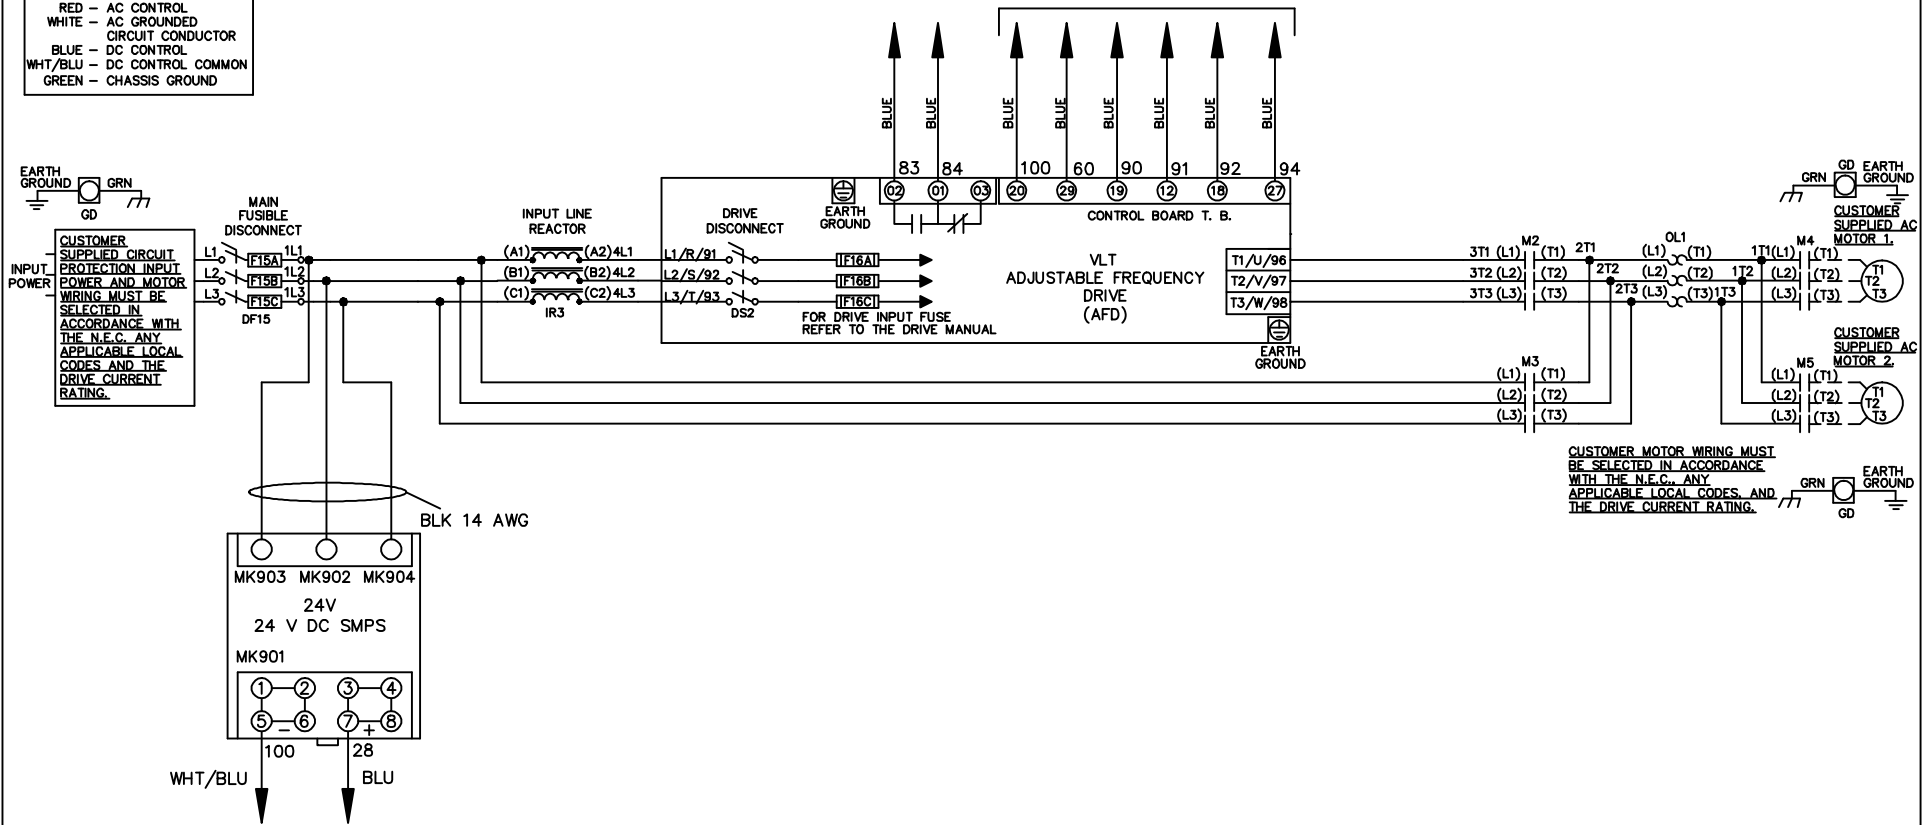 RED – AC CONTROL
WHITE – AC GROUNDED
CIRCUIT CONDUCTOR
BLUE – DC CONTROL
WHT/BLU – DC CONTROL COMMON
GREEN – CHASSIS GROUND
BLUE
BLUE
BLUE
BLUE
BLUE
BLUE
BLUE
BLUE
83
84
100
60
90
91
92
94
02
01
03
20
29
19
12
18
27
EARTH
GROUND
CONTROL BOARD T. B.
EARTH
GROUND
GRN
GD
MAIN
FUSIBLE
DISCONNECT
INPUT
POWER
CUSTOMER
SUPPLIED CIRCUIT
PROTECTION INPUT
POWER AND MOTOR
WIRING MUST BE
SELECTED IN
ACCORDANCE WITH
THE N.E.C. ANY
APPLICABLE LOCAL
CODES AND THE
DRIVE CURRENT
RATING.
L1 F15A 1L1
L2 F15B 1L2
L3 F15C 1L3
DF15
INPUT LINE
REACTOR
(A1) (A2)4L1
(B1) (B2)4L2
(C1) (C2)4L3
IR3
DRIVE
DISCONNECT
L1/R/91
L2/S/92
L3/T/93
DS2
F16A
F16B
F16C
FOR DRIVE INPUT FUSE
REFER TO THE DRIVE MANUAL
VLT
ADJUSTABLE FREQUENCY
DRIVE
(AFD)
T1/U/96
T2/V/97
T3/W/98
EARTH
GROUND
M2
3T1 (L1) (T1) 2T1
3T2 (L2) (T2) 2T2
3T3 (L3) (T3) 2T3
OL1
(L1) (T1) 1T1
(L2) (T2) 1T2
(L3) (T3) 1T3
M4
(L1) (T1)
(L2) (T2)
(L3) (T3)
T1
T2
T3
GD
GRN
EARTH
GROUND
CUSTOMER
SUPPLIED AC
MOTOR 1.
M3
(L1) (T1)
(L2) (T2)
(L3) (T3)
CUSTOMER
SUPPLIED AC
MOTOR 2.
M5
(L1) (T1)
(L2) (T2)
(L3) (T3)
T1
T2
T3
CUSTOMER MOTOR WIRING MUST
BE SELECTED IN ACCORDANCE
WITH THE N.E.C., ANY
APPLICABLE LOCAL CODES, AND
THE DRIVE CURRENT RATING.
GRN
GD
EARTH
GROUND
BLK 14 AWG
MK903 MK902 MK904
24V
24 V DC SMPS
MK901
1 2 3 4
5 6 7 8
– +
100
28
WHT/BLU
BLU